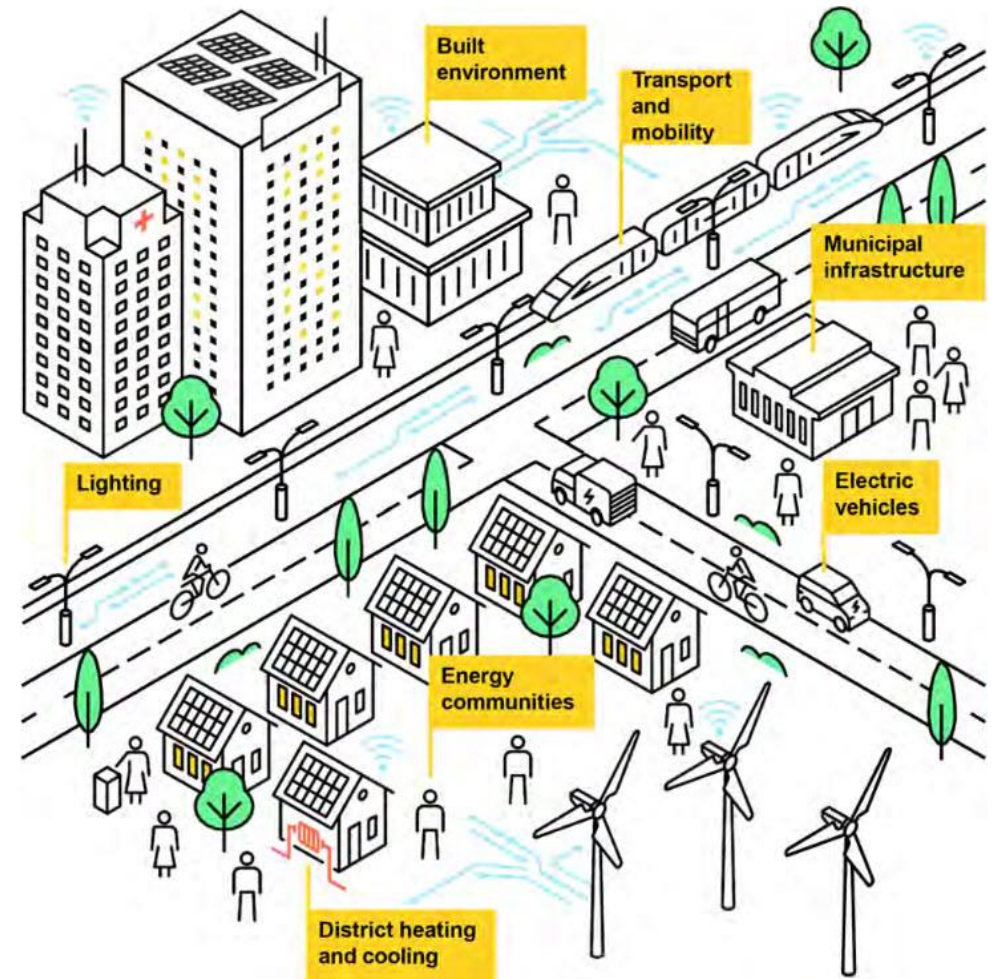 Built
environment
Transport
and
mobility
Municipal
infrastructure
Lighting
Electric
vehicles
Energy
communities
District heating
and cooling